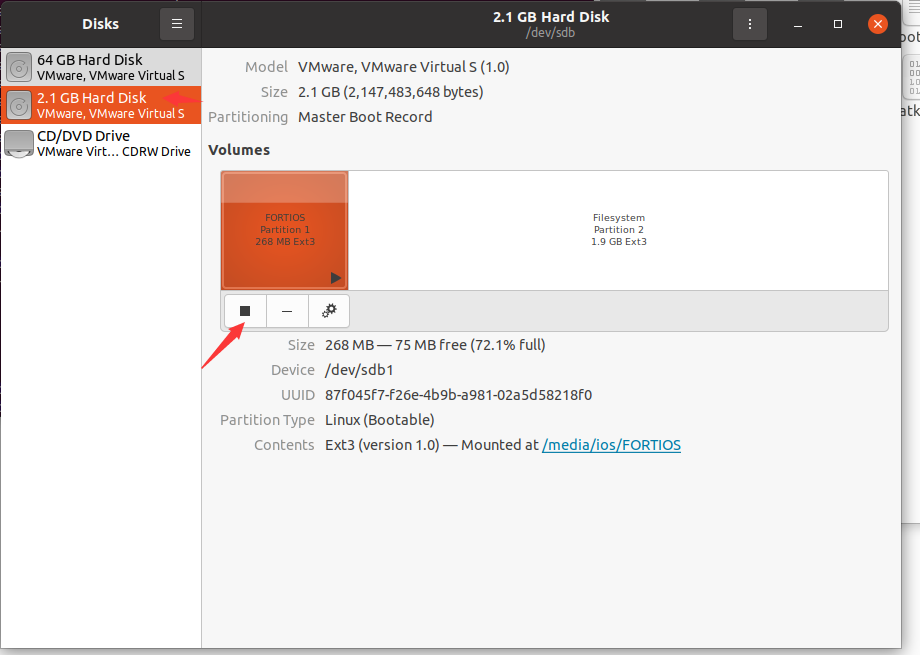 Disks
2.1 GB Hard Disk
/dev/sdb
64 GB Hard Disk
VMware, VMware Virtual S
2.1 GB Hard Disk
VMware, VMware Virtual S
CD/DVD Drive
VMware Virt… CDRW Drive
Model VMware, VMware Virtual S (1.0)
Size 2.1 GB (2,147,483,648 bytes)
Partitioning Master Boot Record
Volumes
FORTIOS
Partition 1
268 MB Ext3
Filesystem
Partition 2
1.9 GB Ext3
Size 268 MB — 75 MB free (72.1% full)
Device /dev/sdb1
UUID 87f045f7-f26e-4b9b-a981-02a5d58218f0
Partition Type Linux (Bootable)
Contents Ext3 (version 1.0) — Mounted at /media/ios/FORTIOS